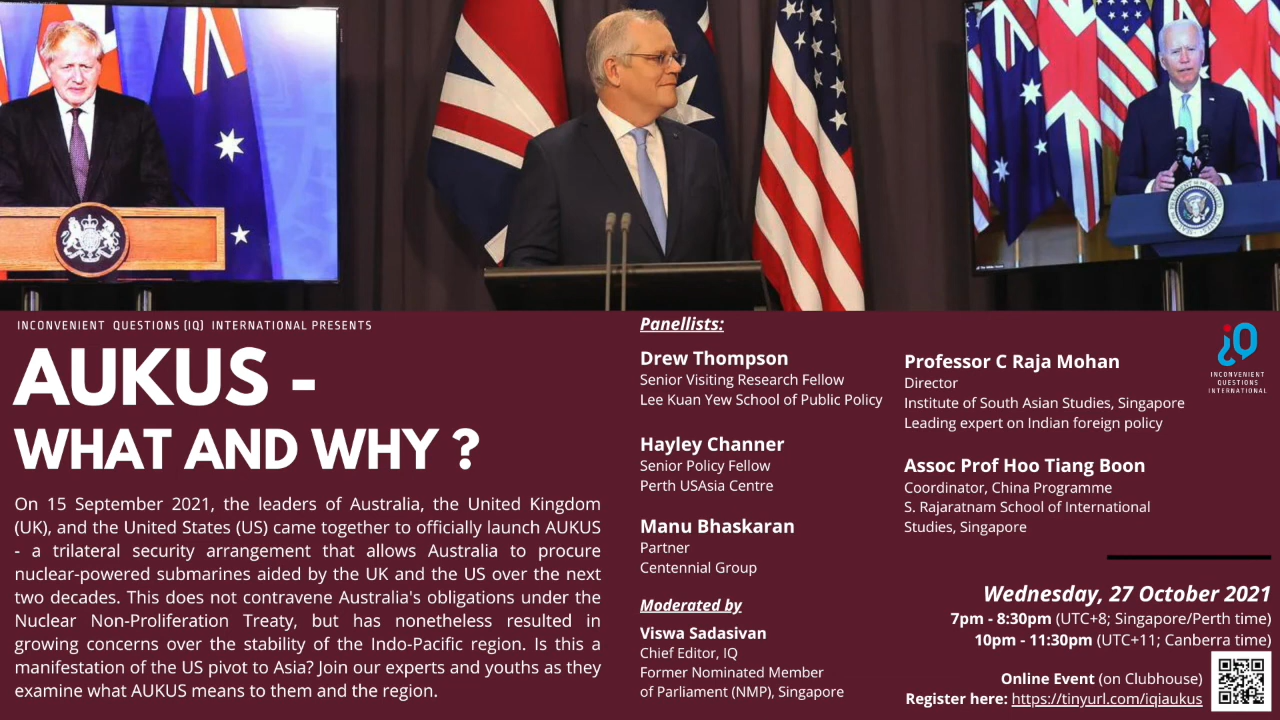 INCONVENIENT QUESTIONS (IQ) INTERNATIONAL PRESENTS
AUKUS -
WHAT AND WHY ?
On 15 September 2021, the leaders of Australia, the United Kingdom
(UK), and the United States (US) came together to officially launch AUKUS
- a trilateral security arrangement that allows Australia to procure
nuclear-powered submarines aided by the UK and the US over the next
two decades. This does not contravene Australia's obligations under the
Nuclear Non-Proliferation Treaty, but has nonetheless resulted in
growing concerns over the stability of the Indo-Pacific region. Is this a
manifestation of the US pivot to Asia? Join our experts and youths as they
examine what AUKUS means to them and the region.
Panellists:
Drew Thompson
Senior Visiting Research Fellow
Lee Kuan Yew School of Public Policy
Hayley Channer
Senior Policy Fellow
Perth USAsia Centre
Manu Bhaskaran
Partner
Centennial Group
Moderated by
Viswa Sadasivan
Chief Editor, IQ
Former Nominated Member
of Parliament (NMP), Singapore
Professor C Raja Mohan
Director
Institute of South Asian Studies, Singapore
Leading expert on Indian foreign policy
Assoc Prof Hoo Tiang Boon
Coordinator, China Programme
S. Rajaratnam School of International
Studies, Singapore
iQ
INCONVENIENT
QUESTIONS
INTERNATIONAL
Wednesday, 27 October 2021
7pm - 8:30pm (UTC+8; Singapore/Perth time)
10pm - 11:30pm (UTC+11; Canberra time)
Online Event (on Clubhouse)
Register here: https://tinyurl.com/iqiaukus